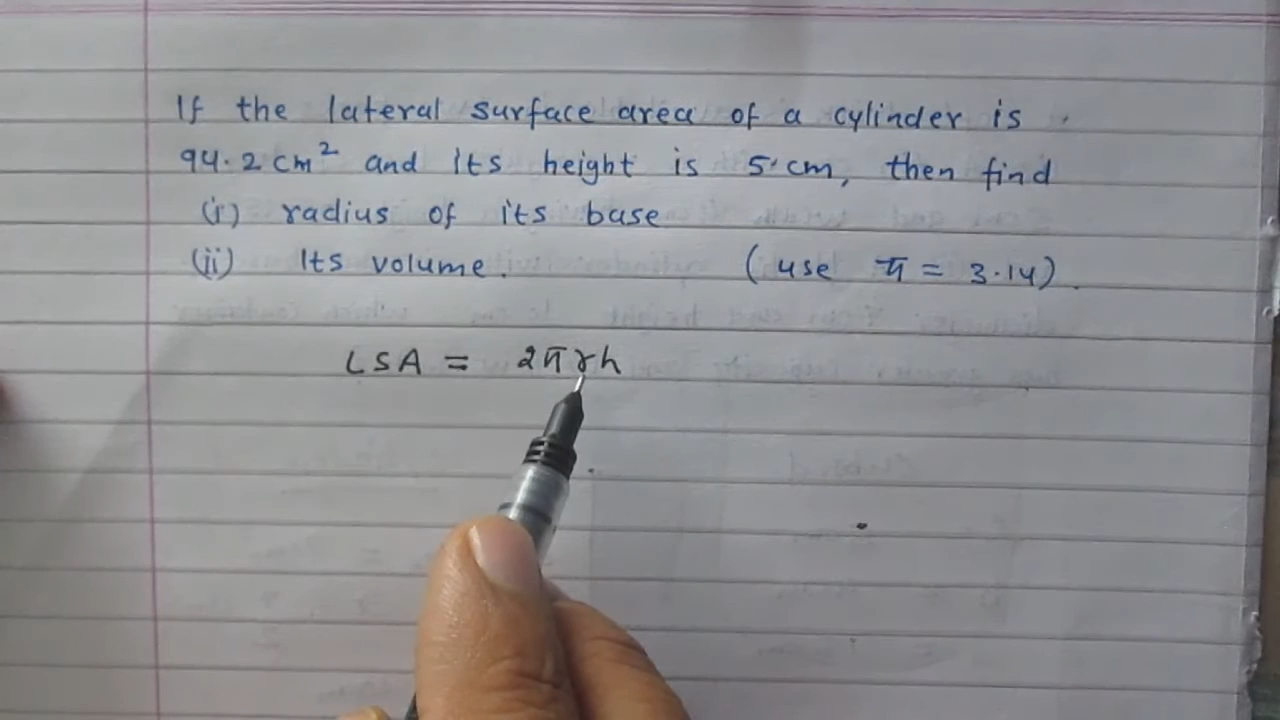 If the lateral surface area of a cylinder is
94.2 cm² and its height is 5 cm, then find
(i) radius of its base
(ii) Its volume. (use π = 3.14).
LSA = 2πrh